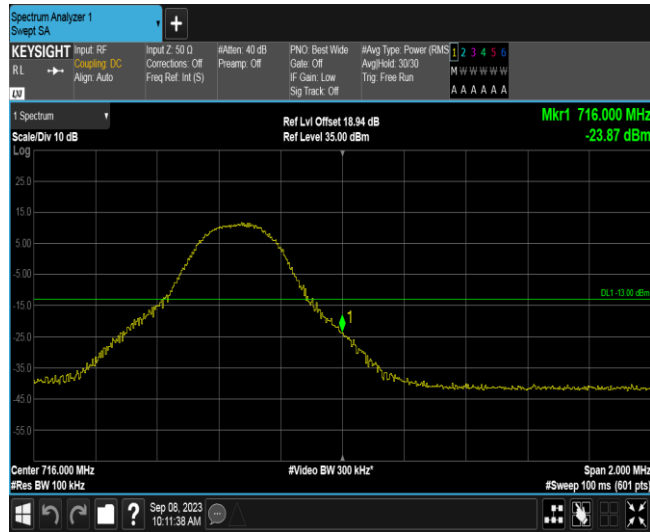 Spectrum Analyzer 1
Swept SA
+
KEYSIGHT
RL
LXI
Input: RF
Coupling: DC
Align: Auto
Input Z: 50 Ω
Corrections: Off
Freq Ref: Int (S)
#Atten: 40 dB
Preamp: Off
PNO: Best Wide
Gate: Off
IF Gain: Low
Sig Track: Off
#Avg Type: Power (RMS
Avg|Hold: 30/30
Trig: Free Run
1 2 3 4 5 6
M W W W W W
A A A A A A
1 Spectrum
Scale/Div 10 dB
Log
Ref Lvl Offset 18.94 dB
Ref Level 35.00 dBm
Mkr1 716.000 MHz
-23.87 dBm
25.0
15.0
5.00
-5.00
-15.0
-25.0
-35.0
-45.0
-55.0
DL1 -13.00 dBm
1
Center 716.000 MHz
#Res BW 100 kHz
#Video BW 300 kHz*
Span 2.000 MHz
#Sweep 100 ms (601 pts)
?
Sep 08, 2023
10:11:38 AM